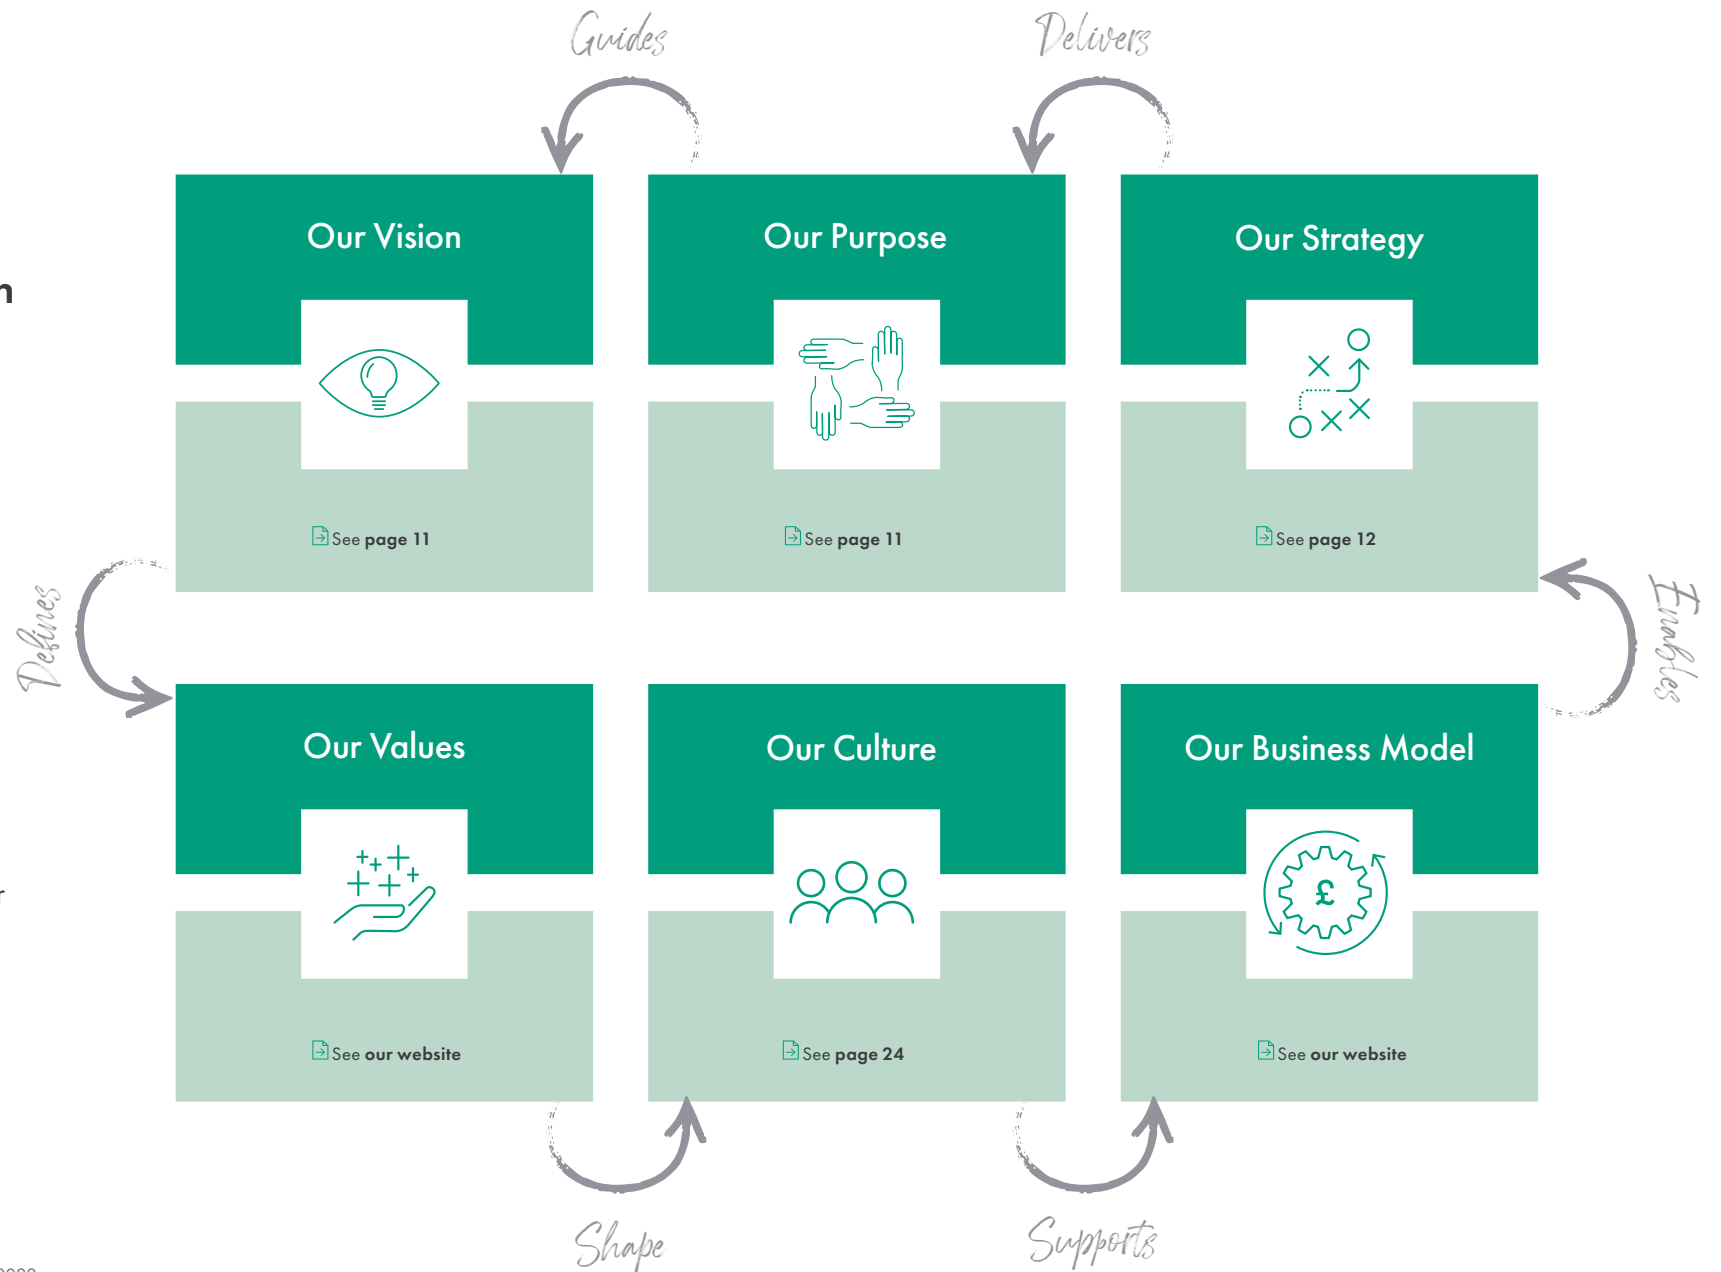 Guides
Delivers
Our Vision
Our Purpose
Our Strategy
n
See page 11
See page 11
See page 12
Defines
Enables
Our Values
Our Culture
Our Business Model
£
r
See our website
See page 24
See our website
Shape
Supports